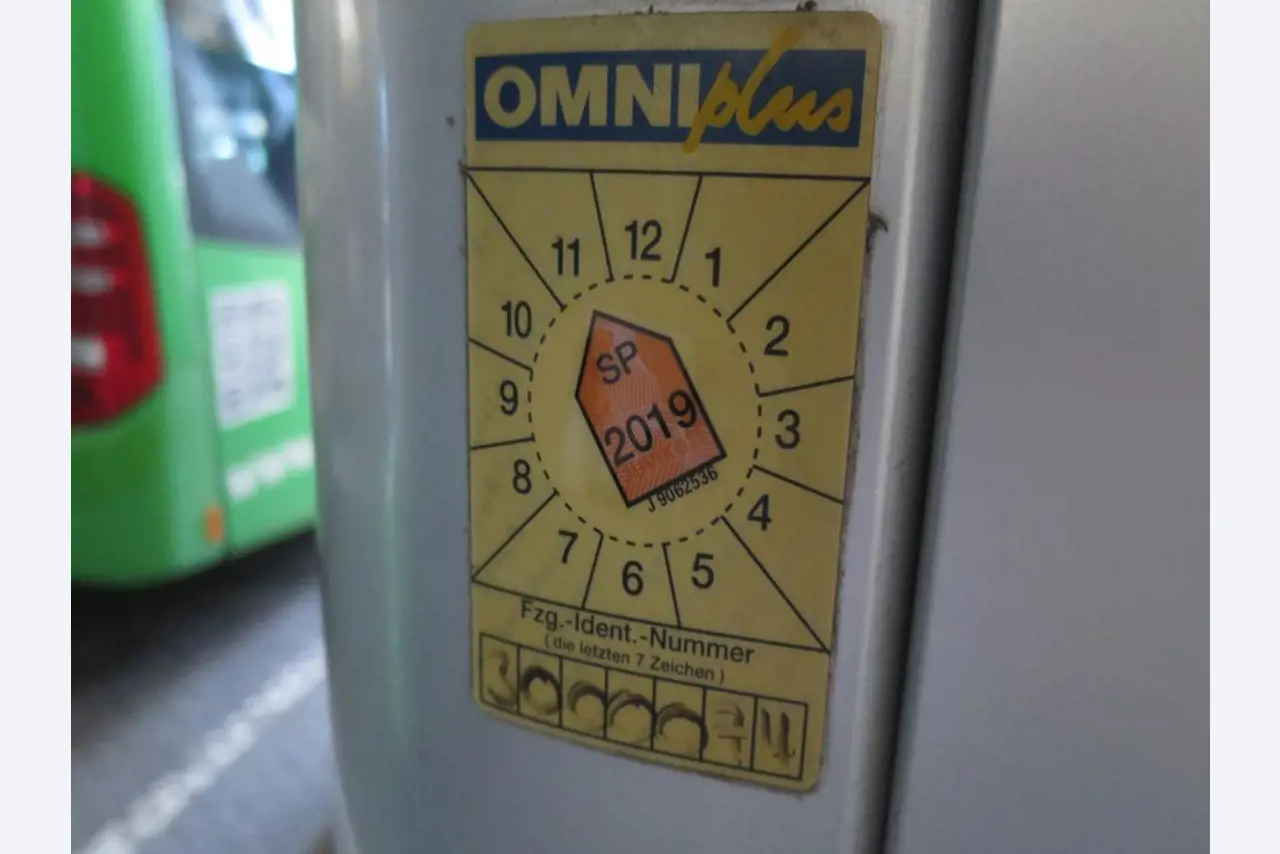 OMNIplus
11 12 1
10 2
9 3
8 4
7 6 5
SP
2019
J 9062536
Fzg.-Ident.-Nummer
( die letzten 7 Zeichen )